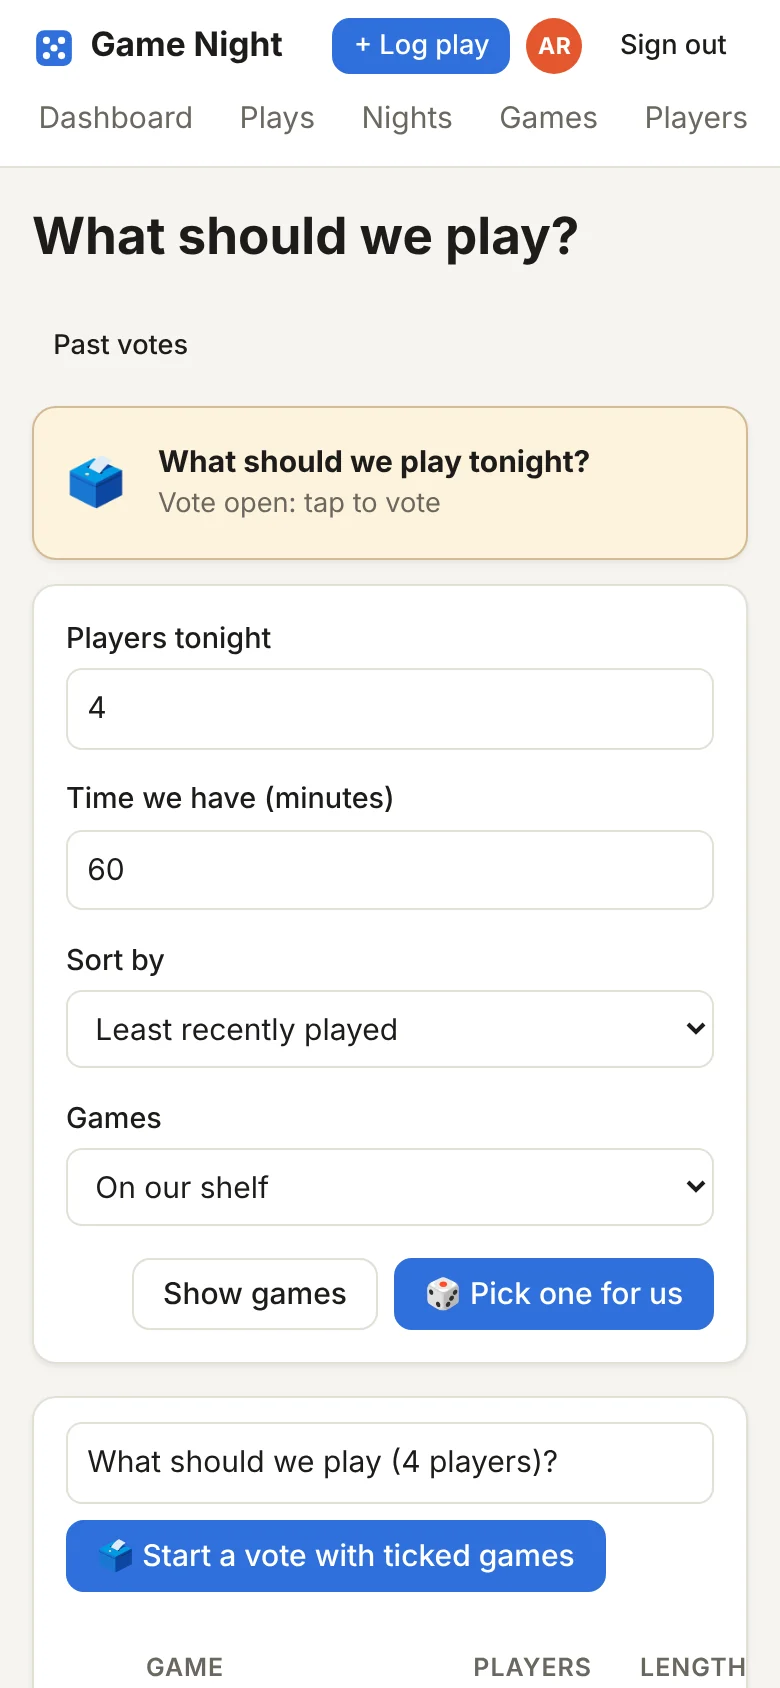 Game Night
+ Log play
AR
Sign out
Dashboard Plays Nights Games Players
What should we play?
Past votes
What should we play tonight?
Vote open: tap to vote
Players tonight
4
Time we have (minutes)
60
Sort by
Least recently played
Games
On our shelf
Show games
Pick one for us
What should we play (4 players)?
Start a vote with ticked games
GAME PLAYERS LENGTH